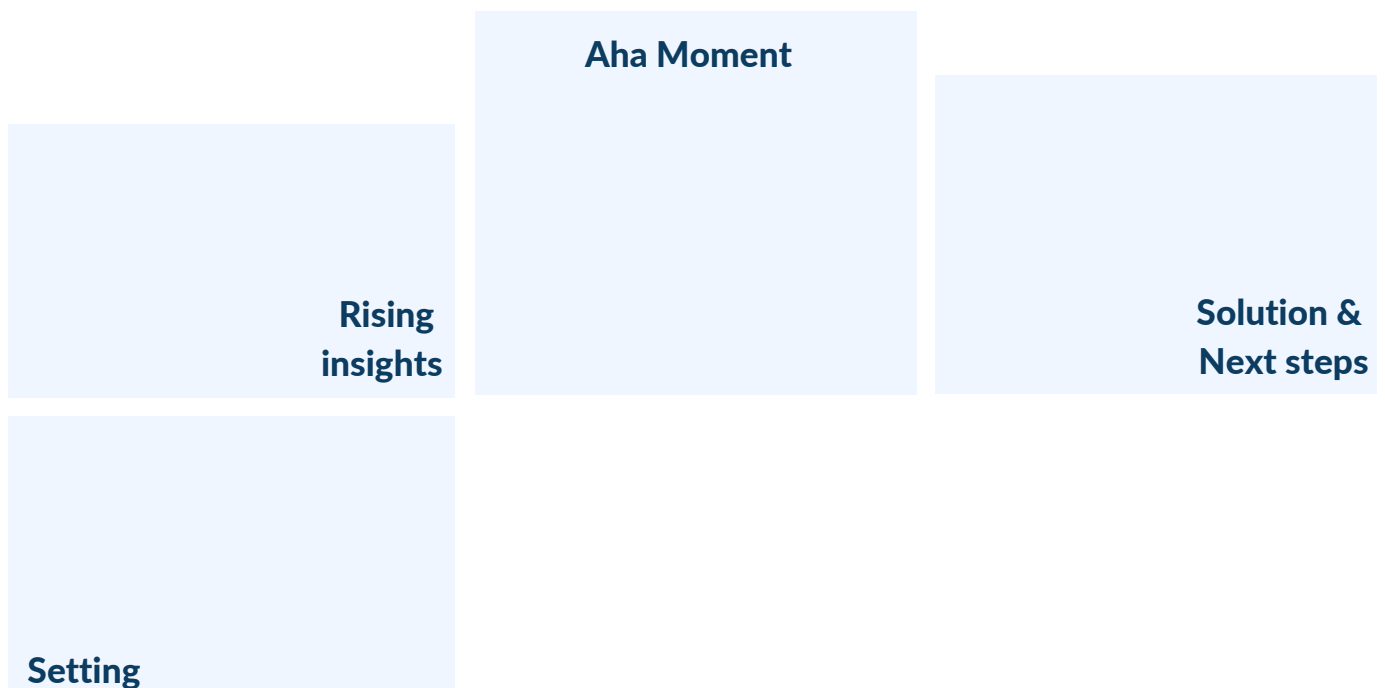 Aha Moment
Rising
insights
Solution &
Next steps
Setting